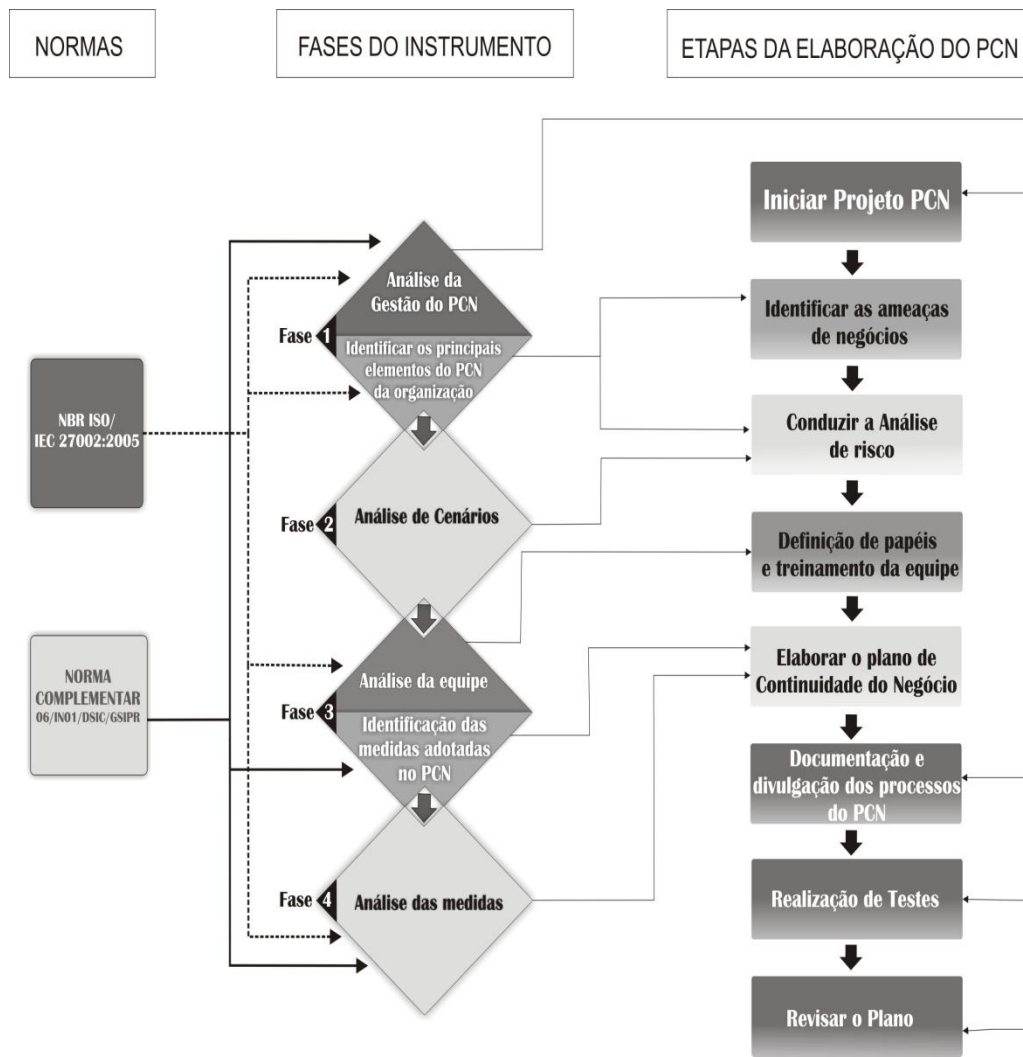 NORMAS
FASES DO INSTRUMENTO
ETAPAS DA ELABORAÇÃO DO PCN
NBR ISO/
IEC 27002:2005
NORMA
COMPLEMENTAR
06/IN01/DSIC/GSIPR
Análise da
Gestão do PCN
Fase 1
Identificar os principais
elementos do PCN
da organização
Fase 2
Análise de Cenários
Análise da equipe
Fase 3
Identificação das
medidas adotadas
no PCN
Fase 4
Análise das medidas
Iniciar Projeto PCN
Identificar as ameaças
de negócios
Conduzir a Análise
de risco
Definição de papéis
e treinamento da equipe
Elaborar o plano de
Continuidade do Negócio
Documentação e
divulgação dos processos
do PCN
Realização de Testes
Revisar o Plano